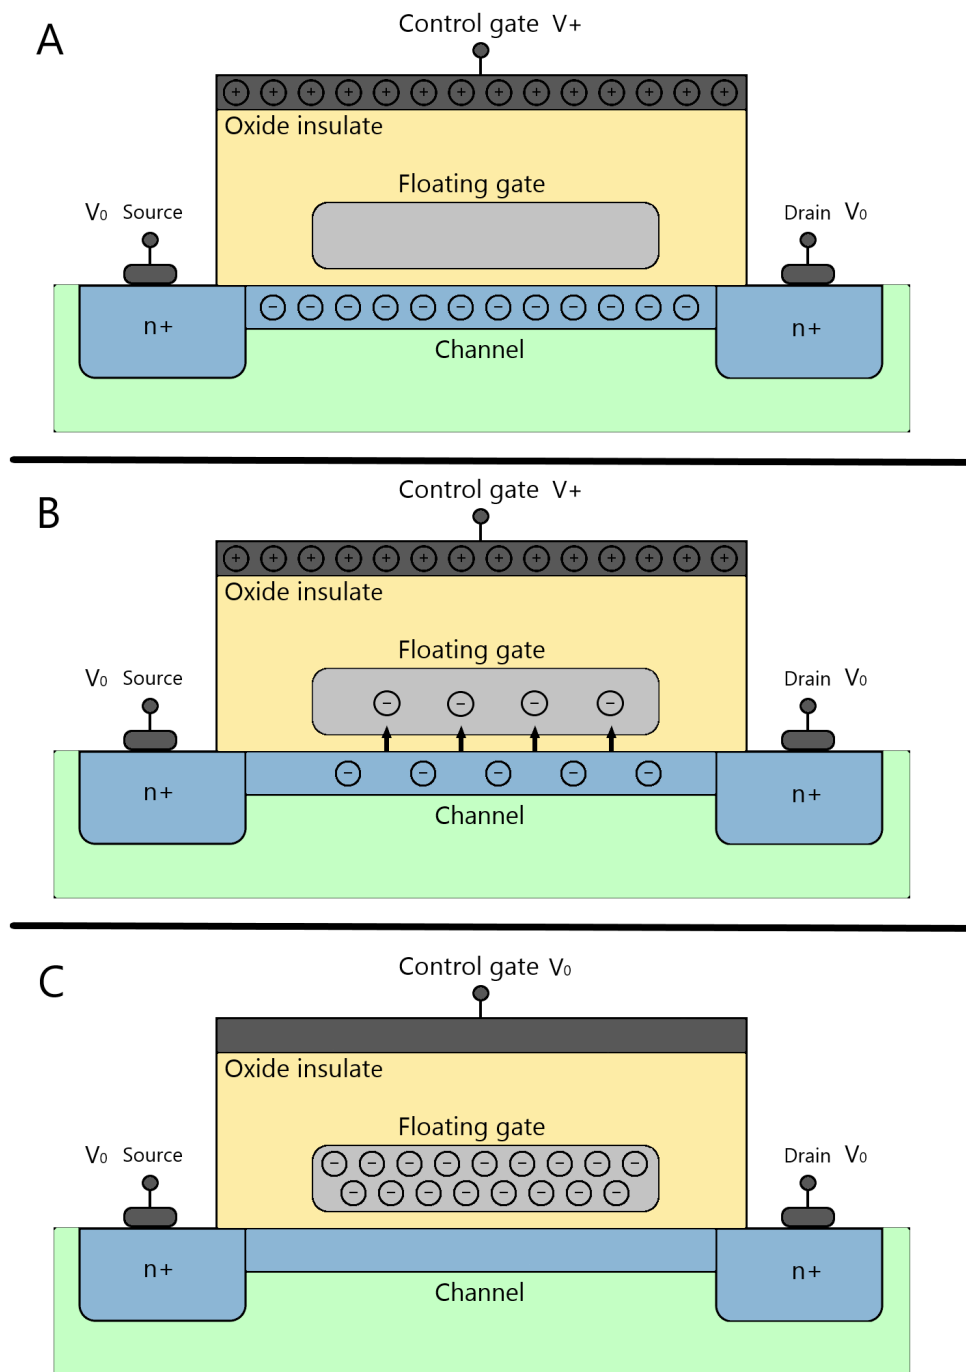 A
Control gate V+
Oxide insulate
Floating gate
V₀ Source
Drain V₀
n+
n+
Channel
B
Control gate V+
Oxide insulate
Floating gate
V₀ Source
Drain V₀
n+
n+
Channel
C
Control gate V₀
Oxide insulate
Floating gate
V₀ Source
Drain V₀
n+
n+
Channel